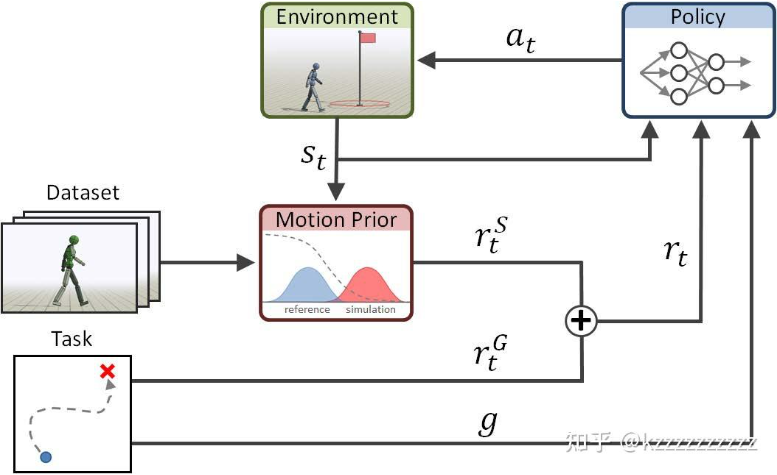 Environment
Policy
a_t
s_t
Dataset
Motion Prior
r_t^S
r_t
reference
simulation
Task
r_t^G
g
知乎 @kzzzzzzzzzz